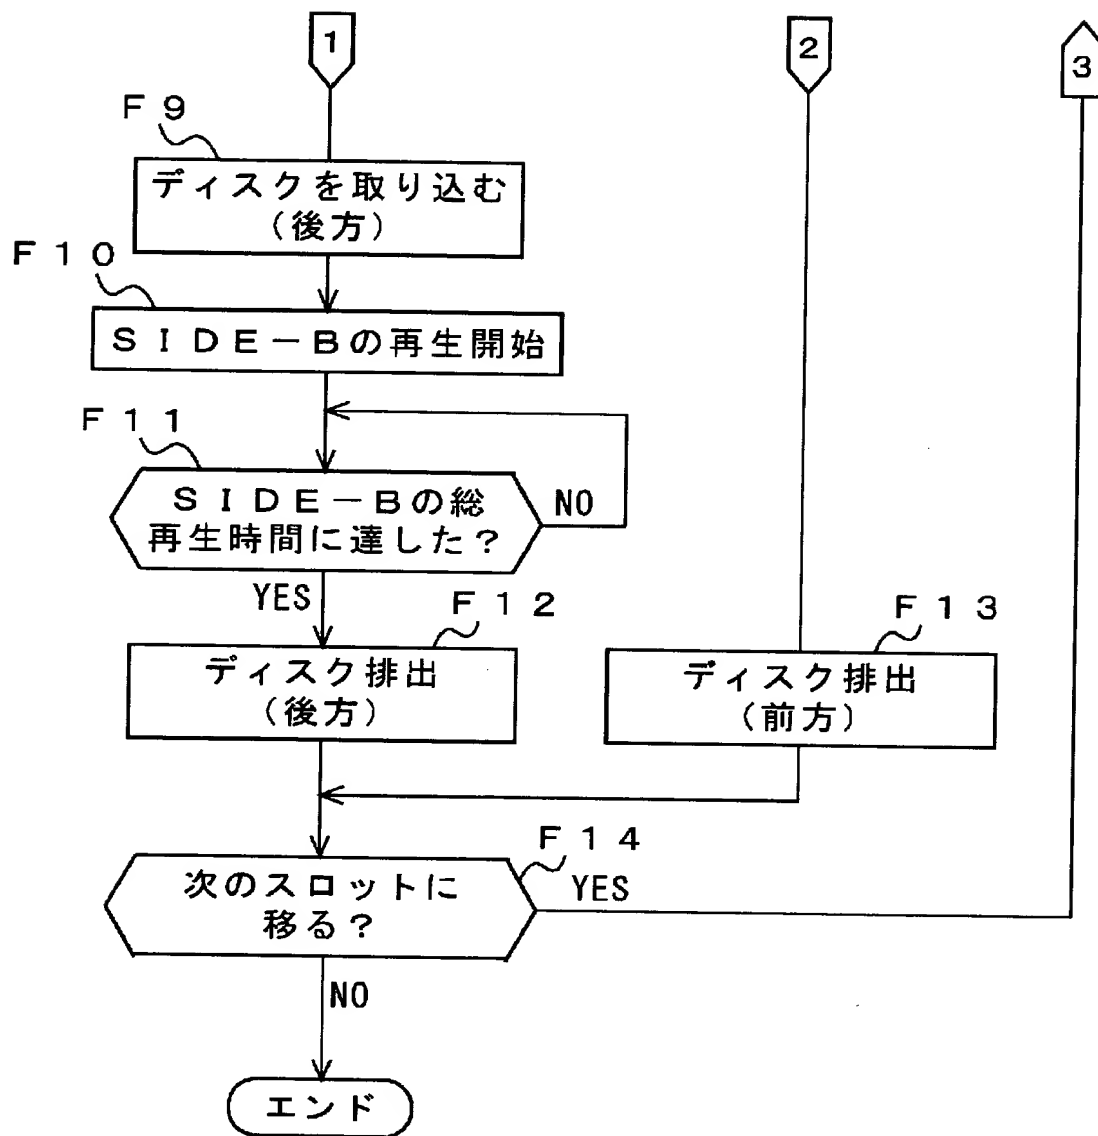 1
2
3
F9
ディスクを取り込む
(後方)
F10
SIDE－Bの再生開始
F11
SIDE－Bの総
再生時間に達した?
NO
YES
F12
ディスク排出
(後方)
F13
ディスク排出
(前方)
F14
次のスロットに
移る?
YES
NO
エンド